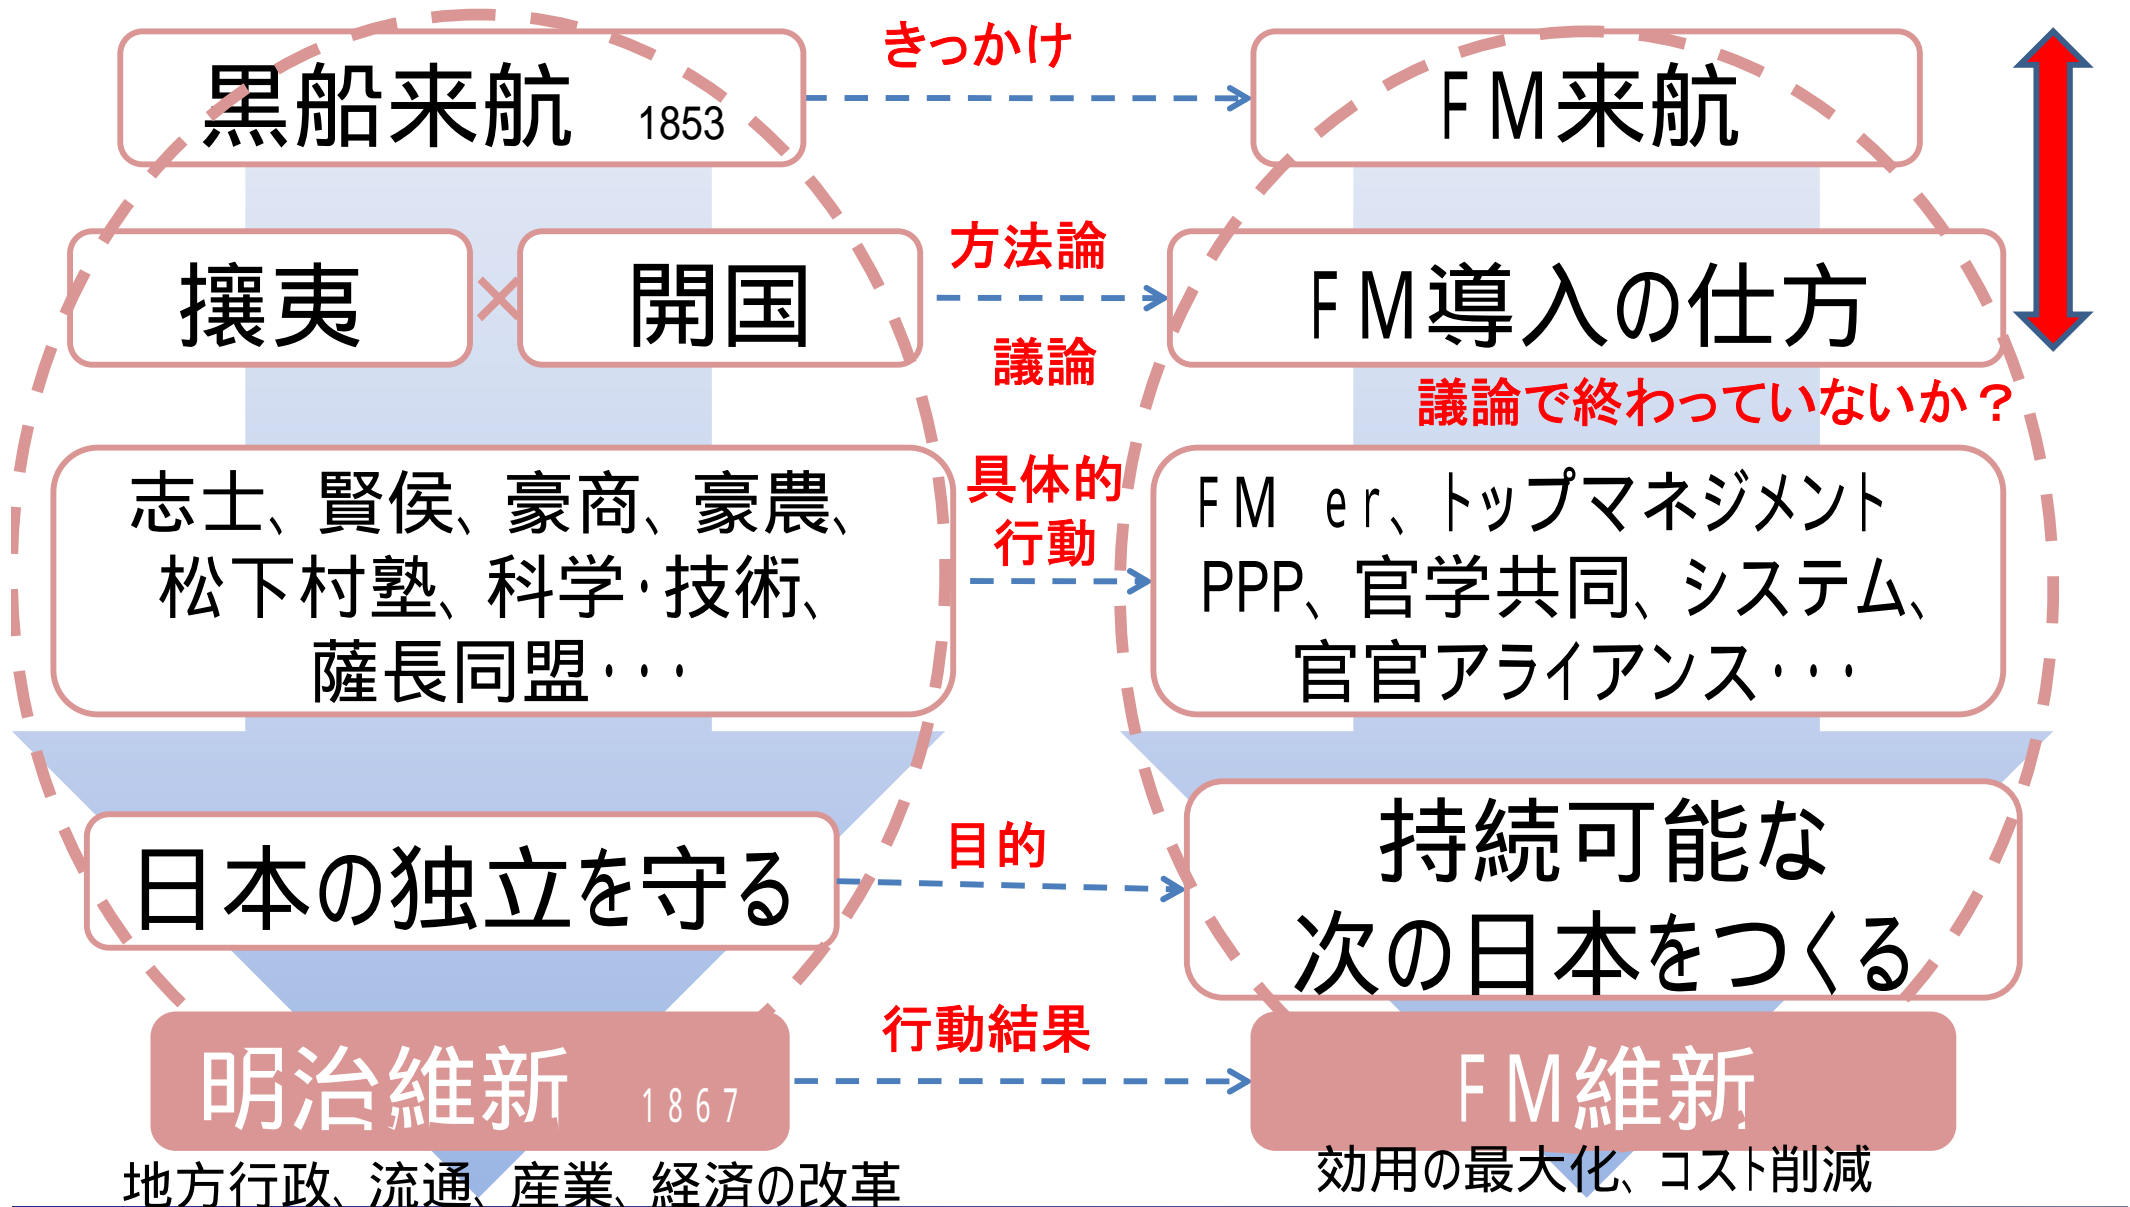 黒船来航 1853
きっかけ
ＦＭ来航
攘夷
×
開国
方法論
議論
ＦＭ導入の仕方
議論で終わっていないか？
志士、賢侯、豪商、豪農、
松下村塾、科学・技術、
薩長同盟・・・
具体的
行動
ＦＭ ｅｒ、トップマネジメント
PPP、官学共同、システム、
官官アライアンス・・・
日本の独立を守る
目的
持続可能な
次の日本をつくる
明治維新 １８６７
行動結果
ＦＭ維新
地方行政、流通、産業、経済の改革
効用の最大化、コスト削減